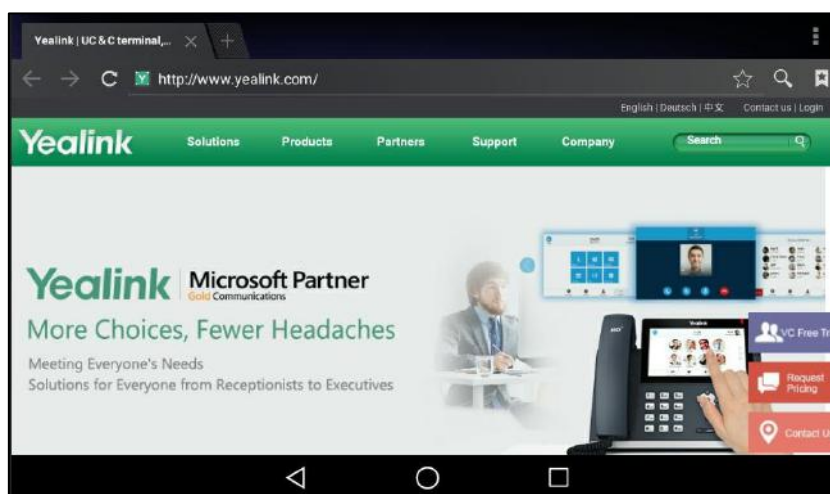 Yealink | UC & C terminal,...
http://www.yealink.com/
English | Deutsch | 中文 Contact us | Login
Yealink Solutions Products Partners Support Company Search
Yealink Microsoft Partner
Gold Communications
More Choices, Fewer Headaches
Meeting Everyone's Needs
Solutions for Everyone from Receptionists to Executives
Yealink
VC Free Tr
Request
Pricing
Contact U